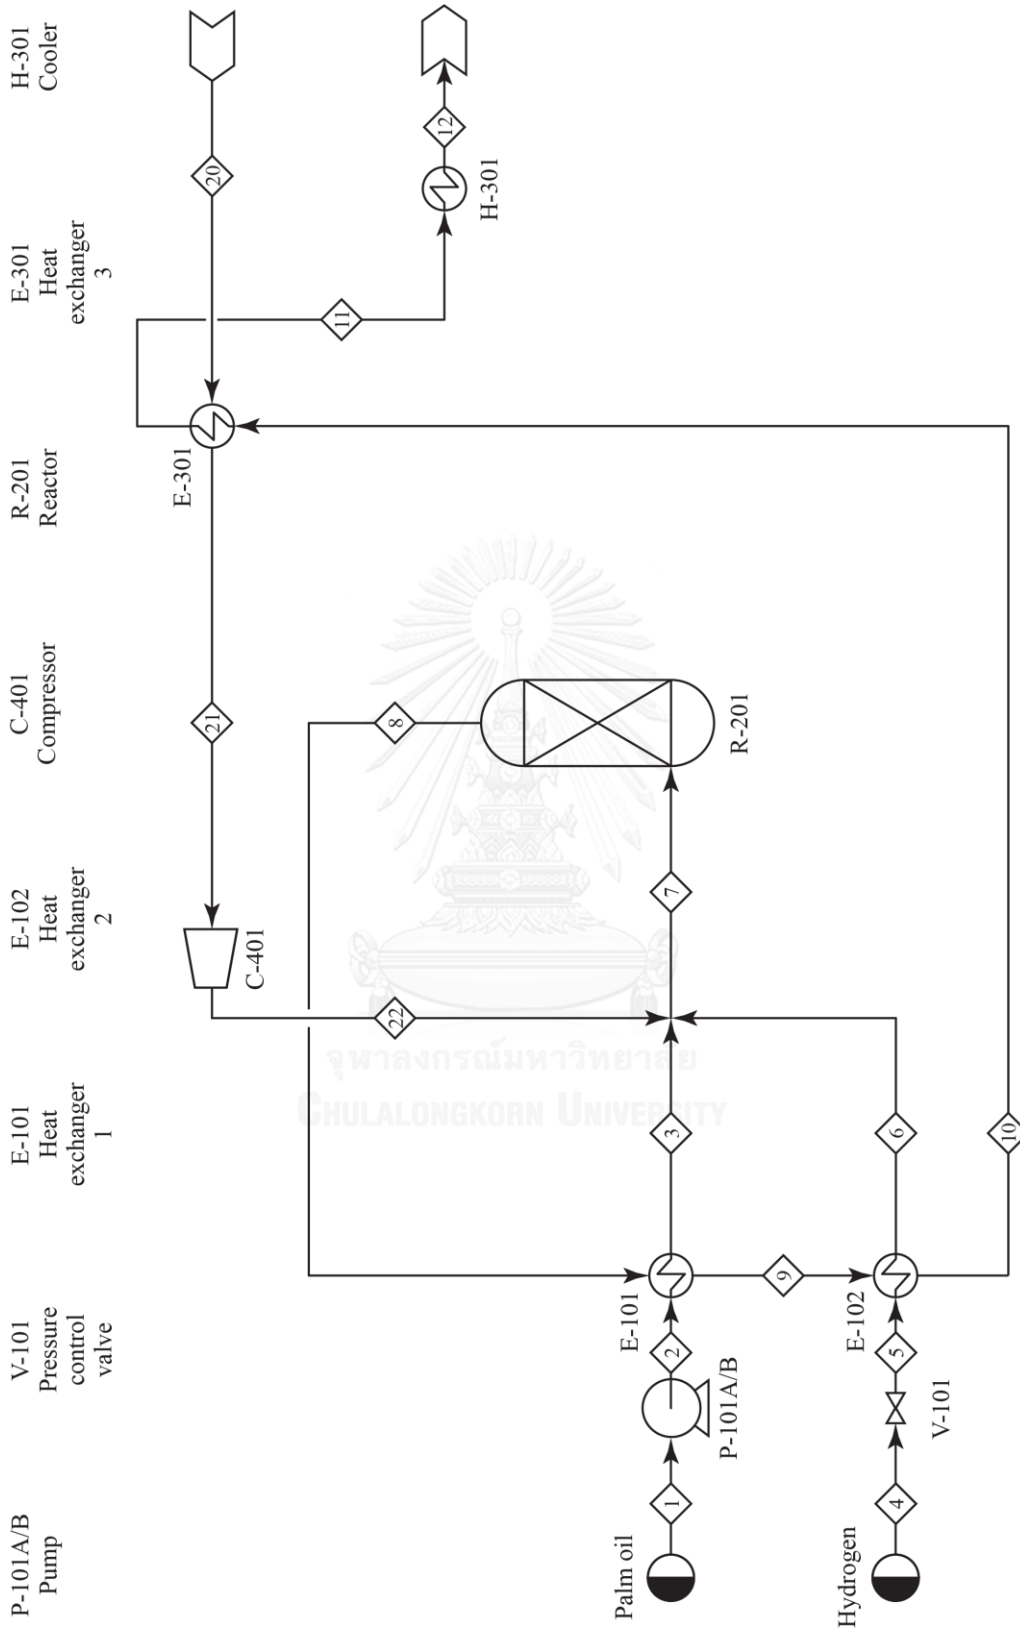 P-101A/B
Pump
V-101
Pressure
control
valve
E-101
Heat
exchanger
1
E-102
Heat
exchanger
2
C-401
Compressor
R-201
Reactor
E-301
Heat
exchanger
3
H-301
Cooler
20
12
H-301
11
E-301
21
8
R-201
C-401
7
22
จุฬาลงกรณ์มหาวิทยาลัย
CHULALONGKORN UNIVERSITY
3
6
10
9
E-101
E-102
2
5
P-101A/B
V-101
1
4
Palm oil
Hydrogen